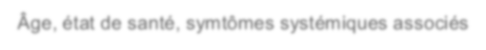 Âge, état de santé, symtômes systémiques associés